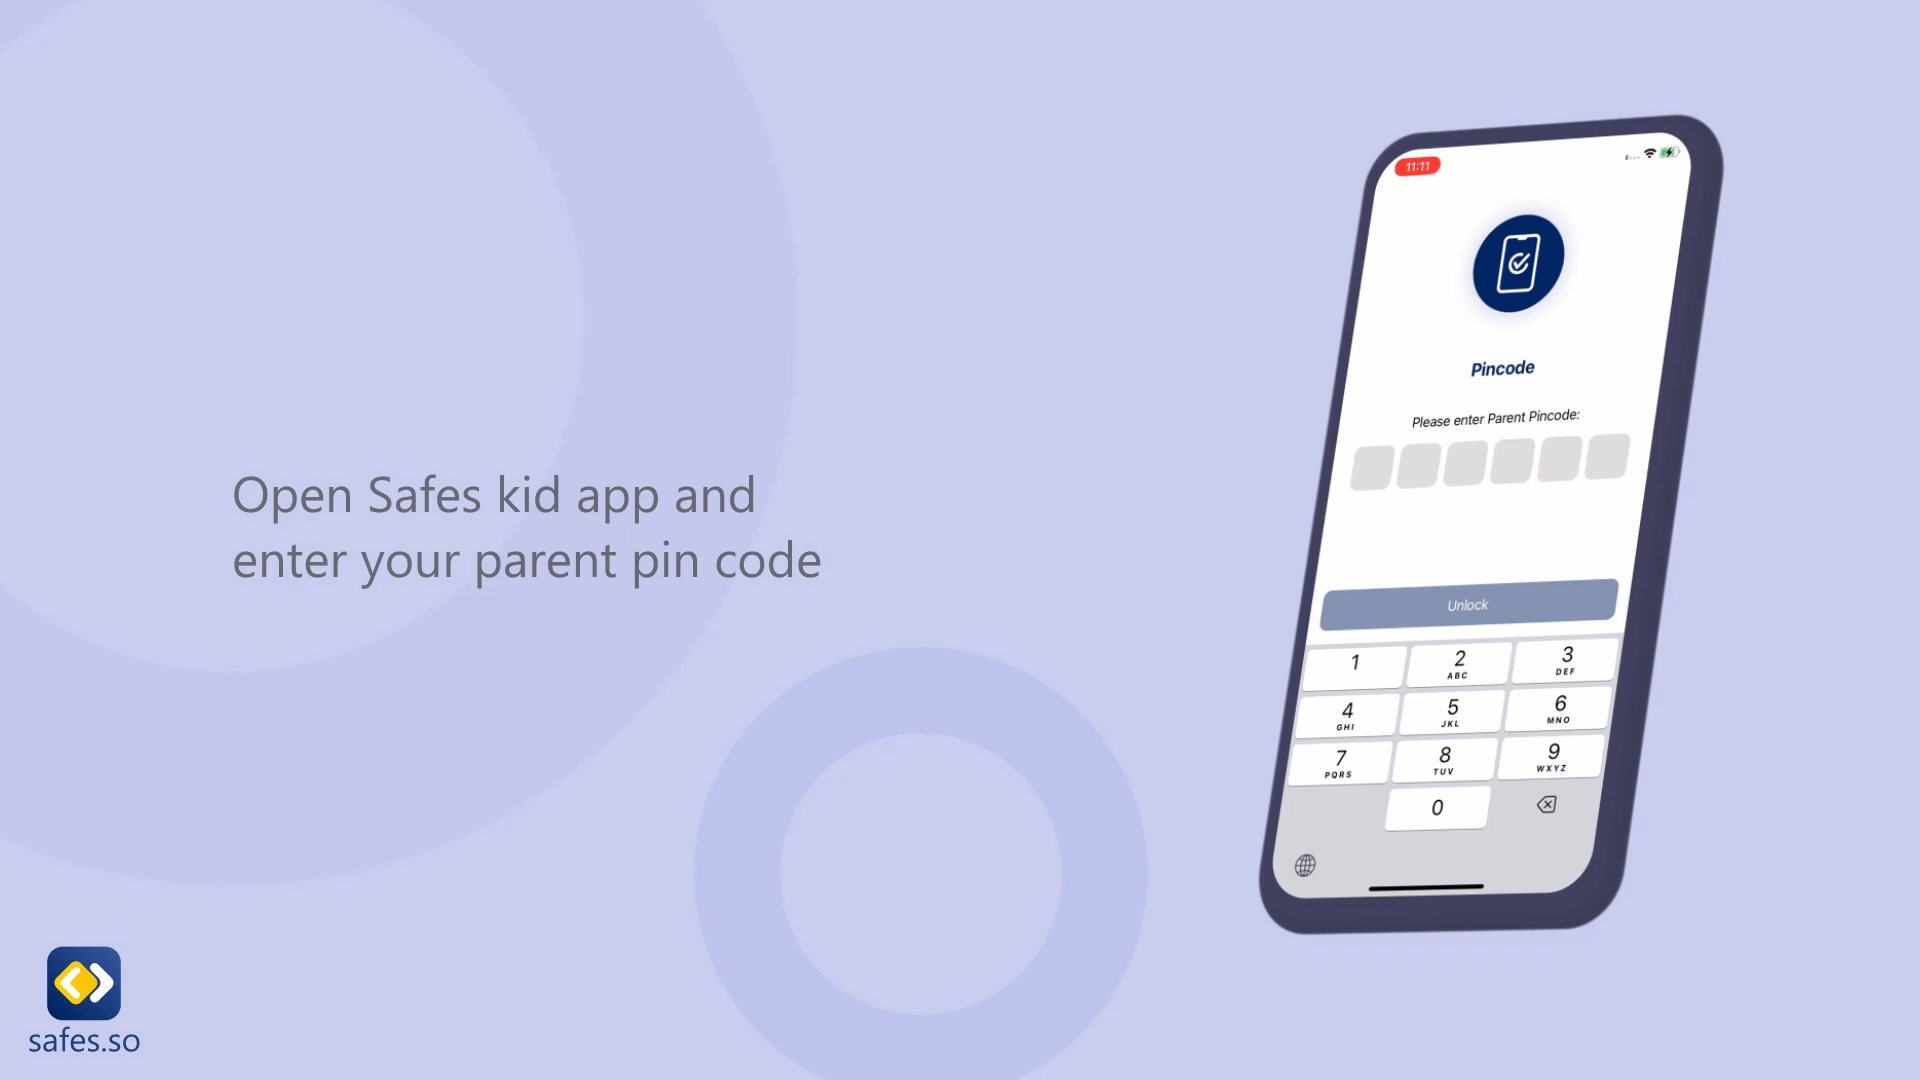 Open Safes kid app and
enter your parent pin code
11:11
Pincode
Please enter Parent Pincode:
Unlock
1
2
ABC
3
DEF
4
GHI
5
JKL
6
MNO
7
PQRS
8
TUV
9
WXYZ
0
safes.so